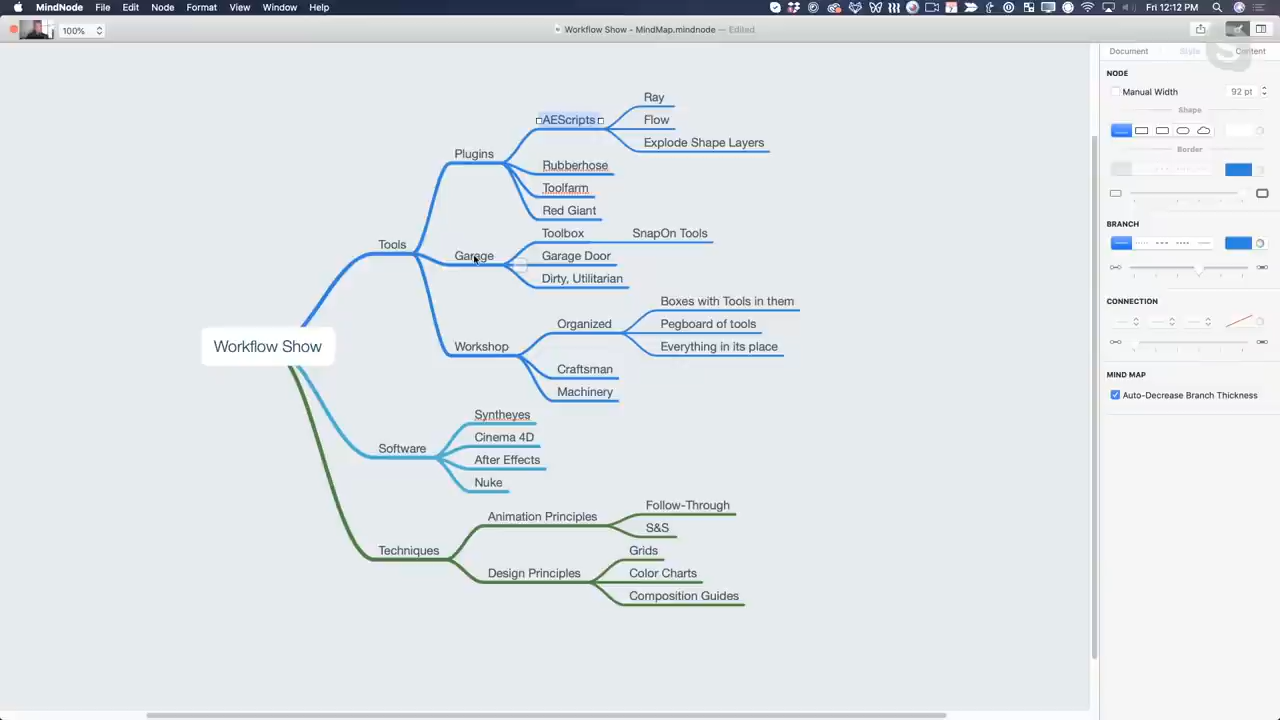 MindNode File Edit Node Format View Window Help
Fri 12:12 PM
100%
Workflow Show - MindMap.mindnode — Edited
Document Style Content
NODE
Manual Width 92 pt
Shape
Border
BRANCH
CONNECTION
MIND MAP
Auto-Decrease Branch Thickness
Workflow Show
Tools
Plugins
AEScripts
Ray
Flow
Explode Shape Layers
Rubberhose
Toolfarm
Red Giant
Garage
Toolbox
SnapOn Tools
Garage Door
Dirty, Utilitarian
Workshop
Organized
Boxes with Tools in them
Pegboard of tools
Everything in its place
Craftsman
Machinery
Software
Syntheyes
Cinema 4D
After Effects
Nuke
Techniques
Animation Principles
Follow-Through
S&S
Design Principles
Grids
Color Charts
Composition Guides